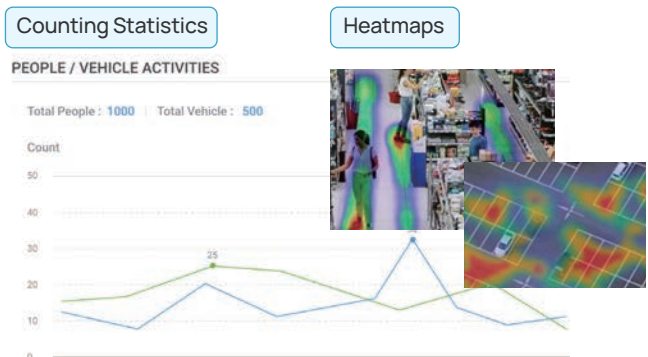 Counting Statistics
Heatmaps
PEOPLE / VEHICLE ACTIVITIES
Total People : 1000 | Total Vehicle : 500
Count
50
40
30
25
20
10
0